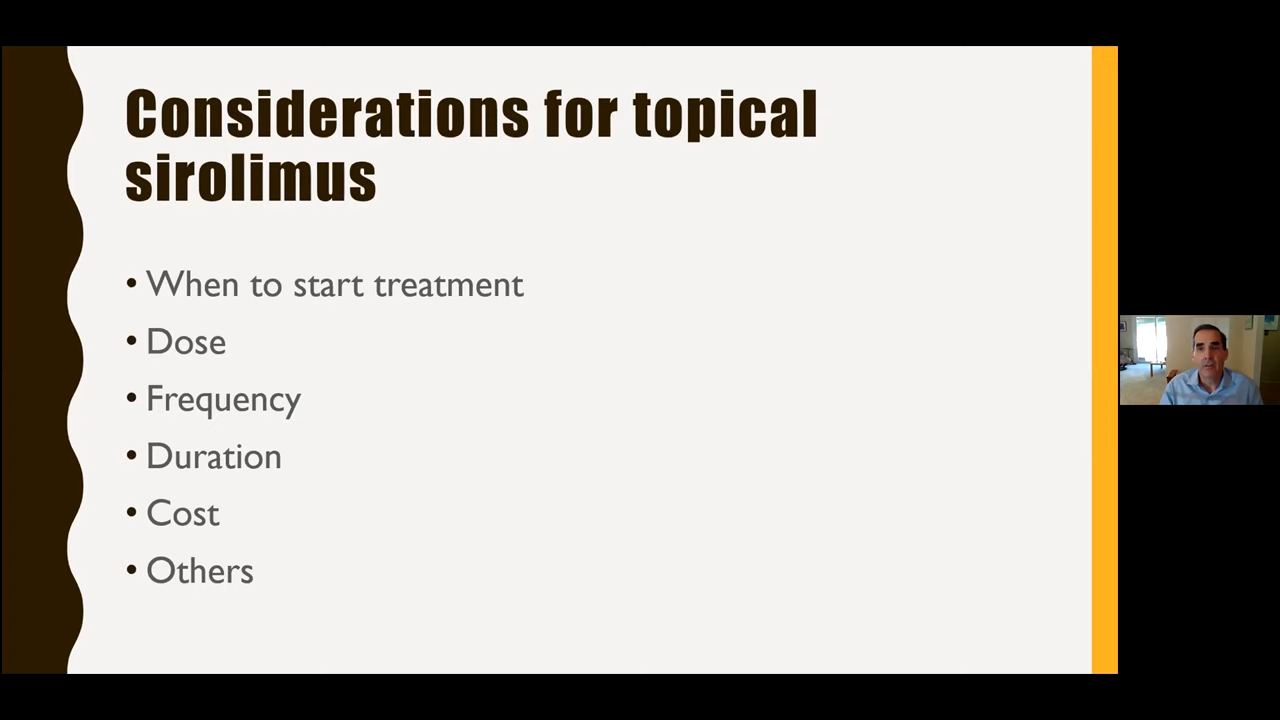 Considerations for topical
sirolimus
• When to start treatment
• Dose
• Frequency
• Duration
• Cost
• Others